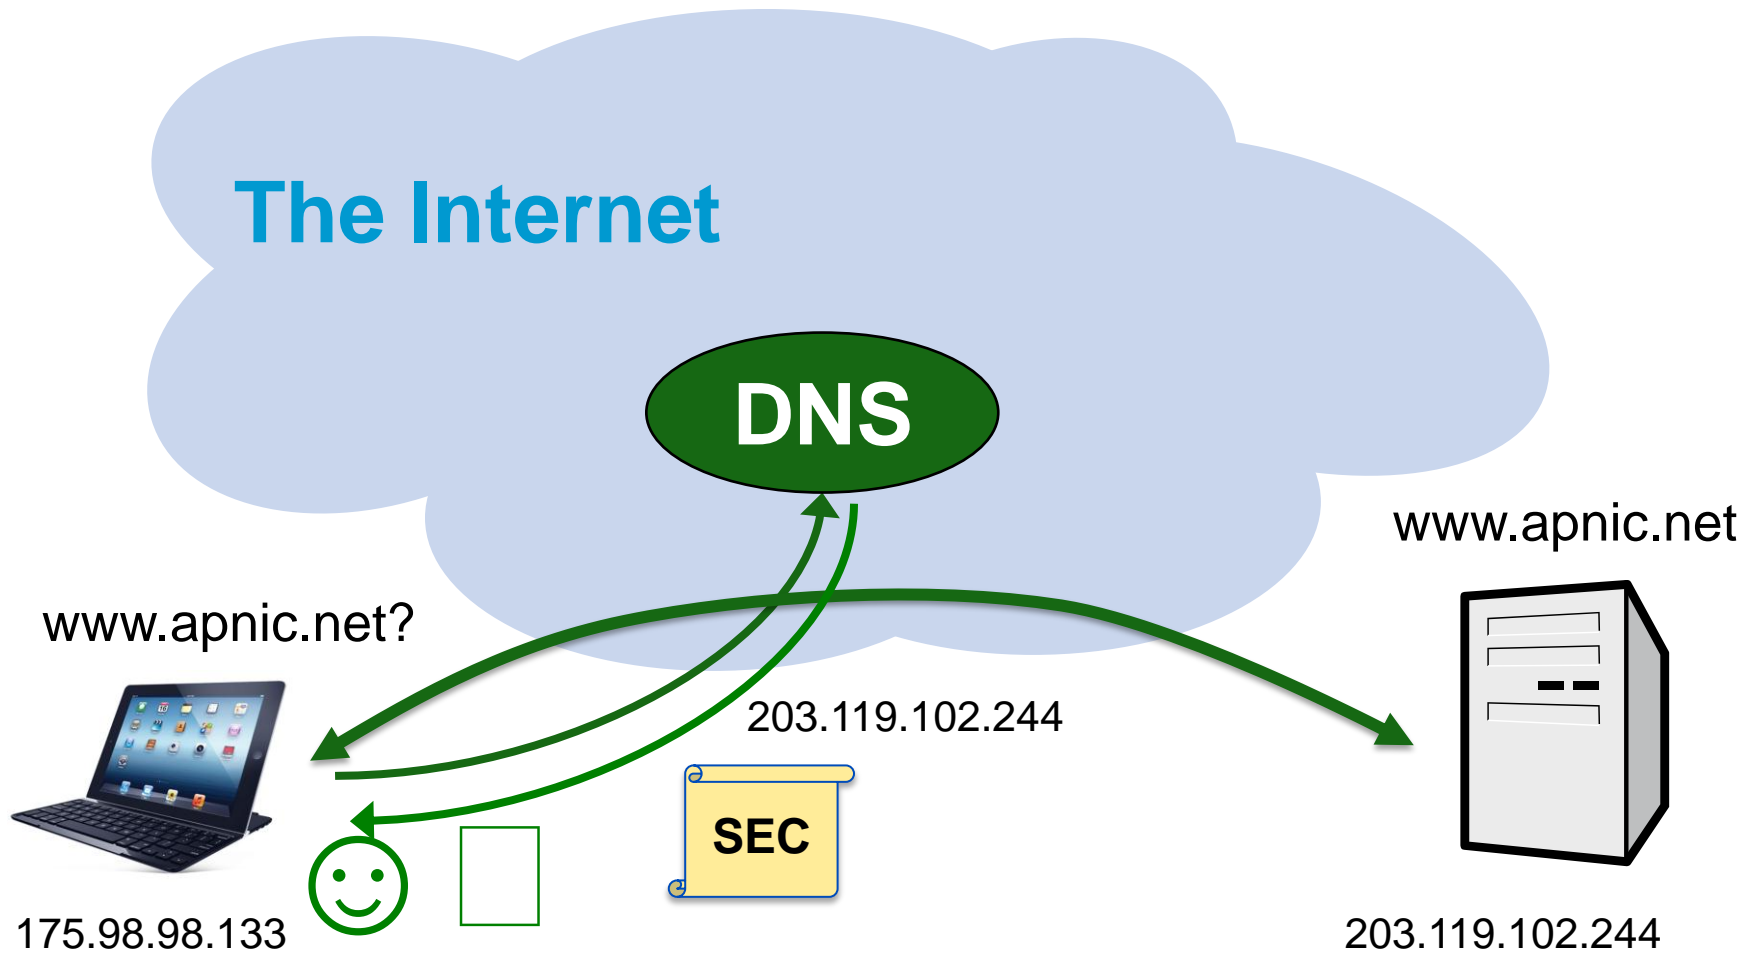 The Internet
DNS
www.apnic.net
www.apnic.net?
203.119.102.244
SEC
175.98.98.133
203.119.102.244